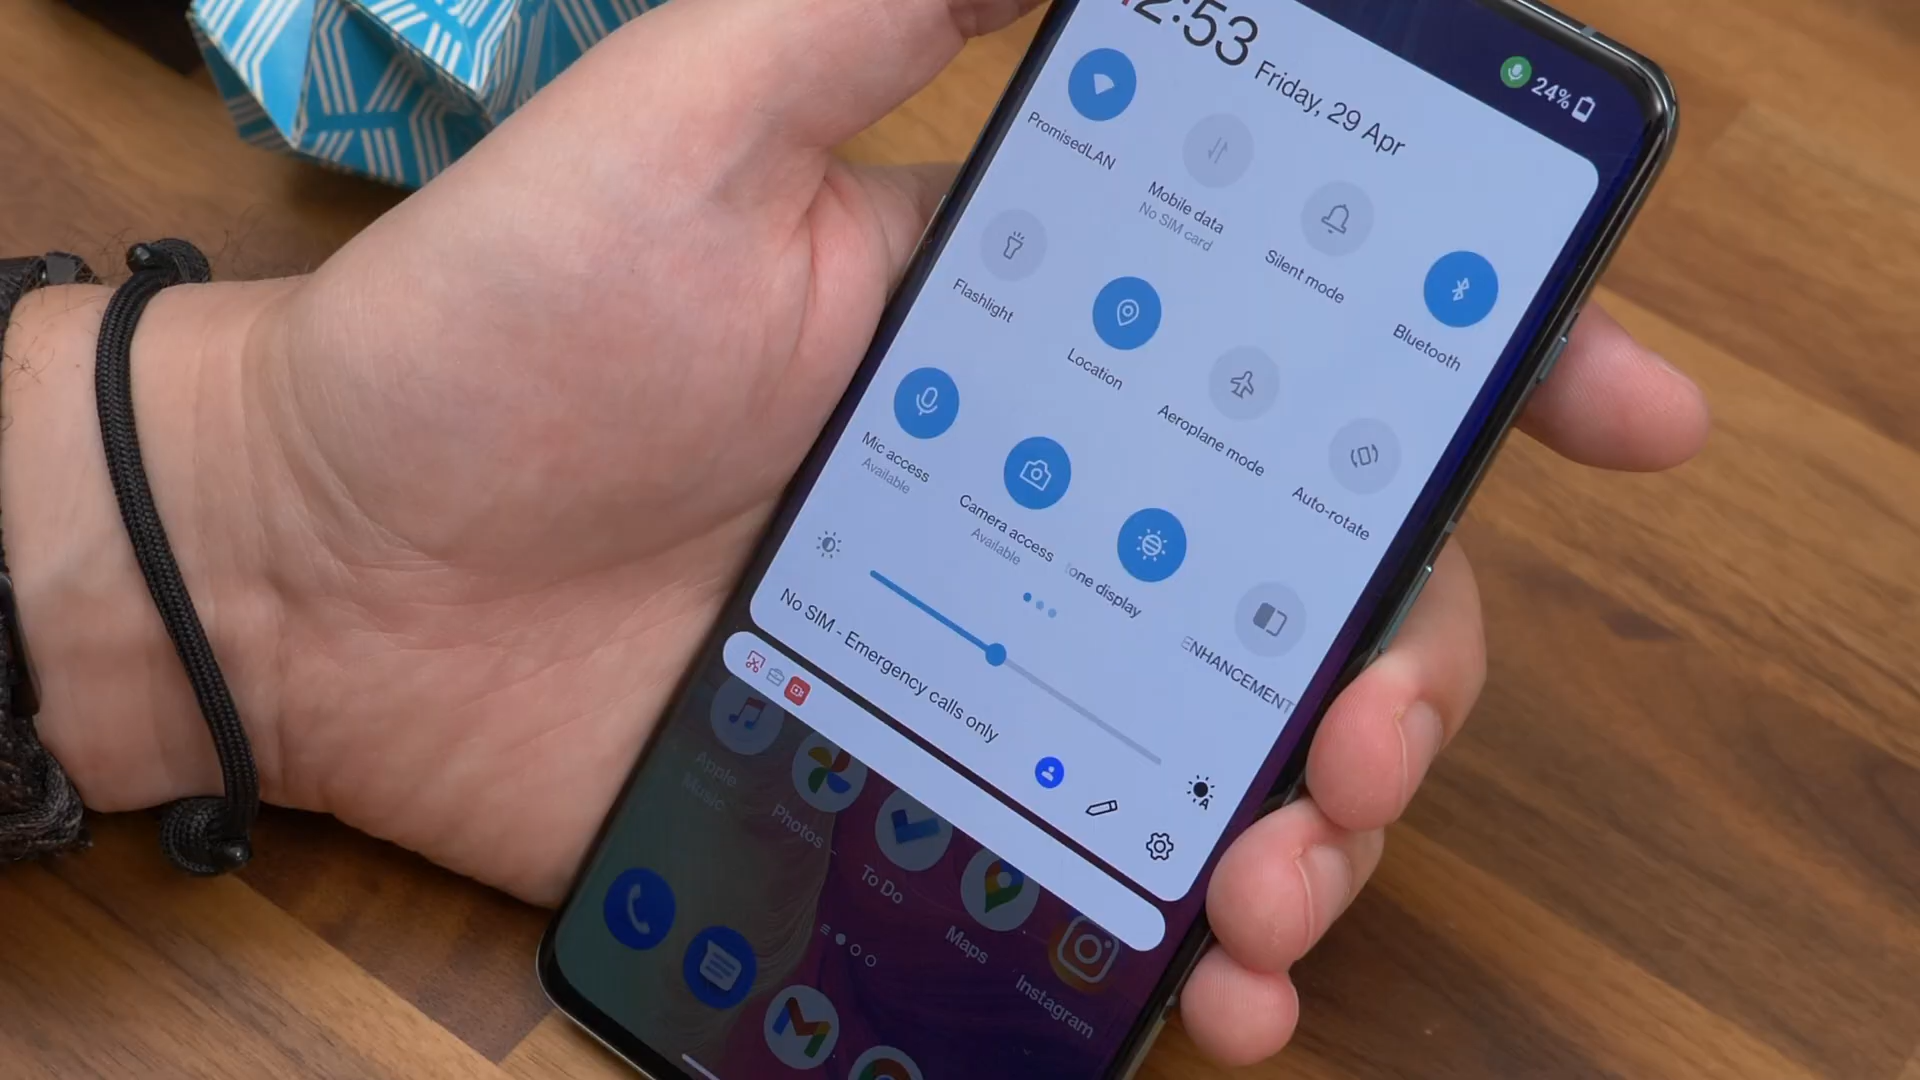 2:53
Friday, 29 Apr
24%
PromisedLAN
Mobile data
No SIM card
Silent mode
Bluetooth
Flashlight
Location
Aeroplane mode
Auto-rotate
Mic access
Available
Camera access
Available
one display
ENHANCEMENT
No SIM - Emergency calls only
Apple
Music
Photos
To Do
Maps
Instagram